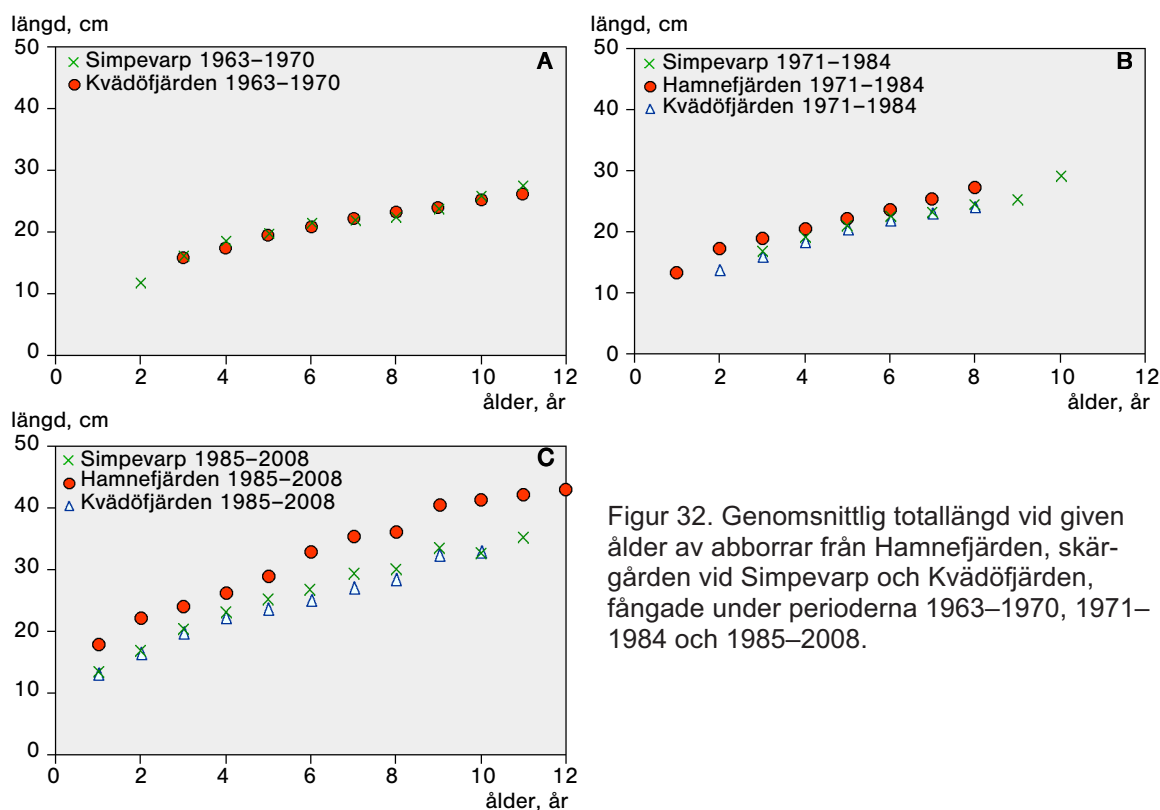 längd, cm
50
40
30
20
10
0
× Simpevarp 1963–1970
Kvädöfjärden 1963–1970
A
0 2 4 6 8 10 12
ålder, år
längd, cm
50
40
30
20
10
0
× Simpevarp 1971–1984
Hamnefjärden 1971–1984
Kvädöfjärden 1971–1984
B
0 2 4 6 8 10 12
ålder, år
längd, cm
50
40
30
20
10
0
× Simpevarp 1985–2008
Hamnefjärden 1985–2008
Kvädöfjärden 1985–2008
C
0 2 4 6 8 10 12
ålder, år
Figur 32. Genomsnittlig totallängd vid given
ålder av abborrar från Hamnefjärden, skär-
gården vid Simpevarp och Kvädöfjärden,
fångade under perioderna 1963–1970, 1971–
1984 och 1985–2008.